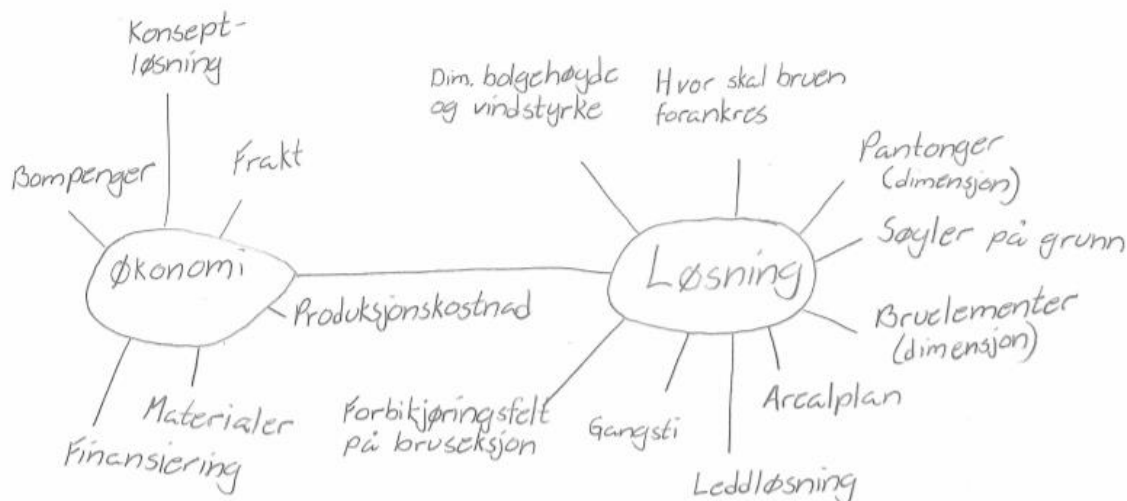 Konsept-
løsning
Bompenger
Frakt
Økonomi
Produksjonskostnad
Materialer
Finansiering
Dim. bølgehøyde
og vindstyrke
Hvor skal bruen
forankres
Pantonger
(dimensjon)
Søyler på grunn
Løsning
Bruelementer
(dimensjon)
Arealplan
Leddløsning
Gangsti
Forbikjøringsfelt
på bruseksjon